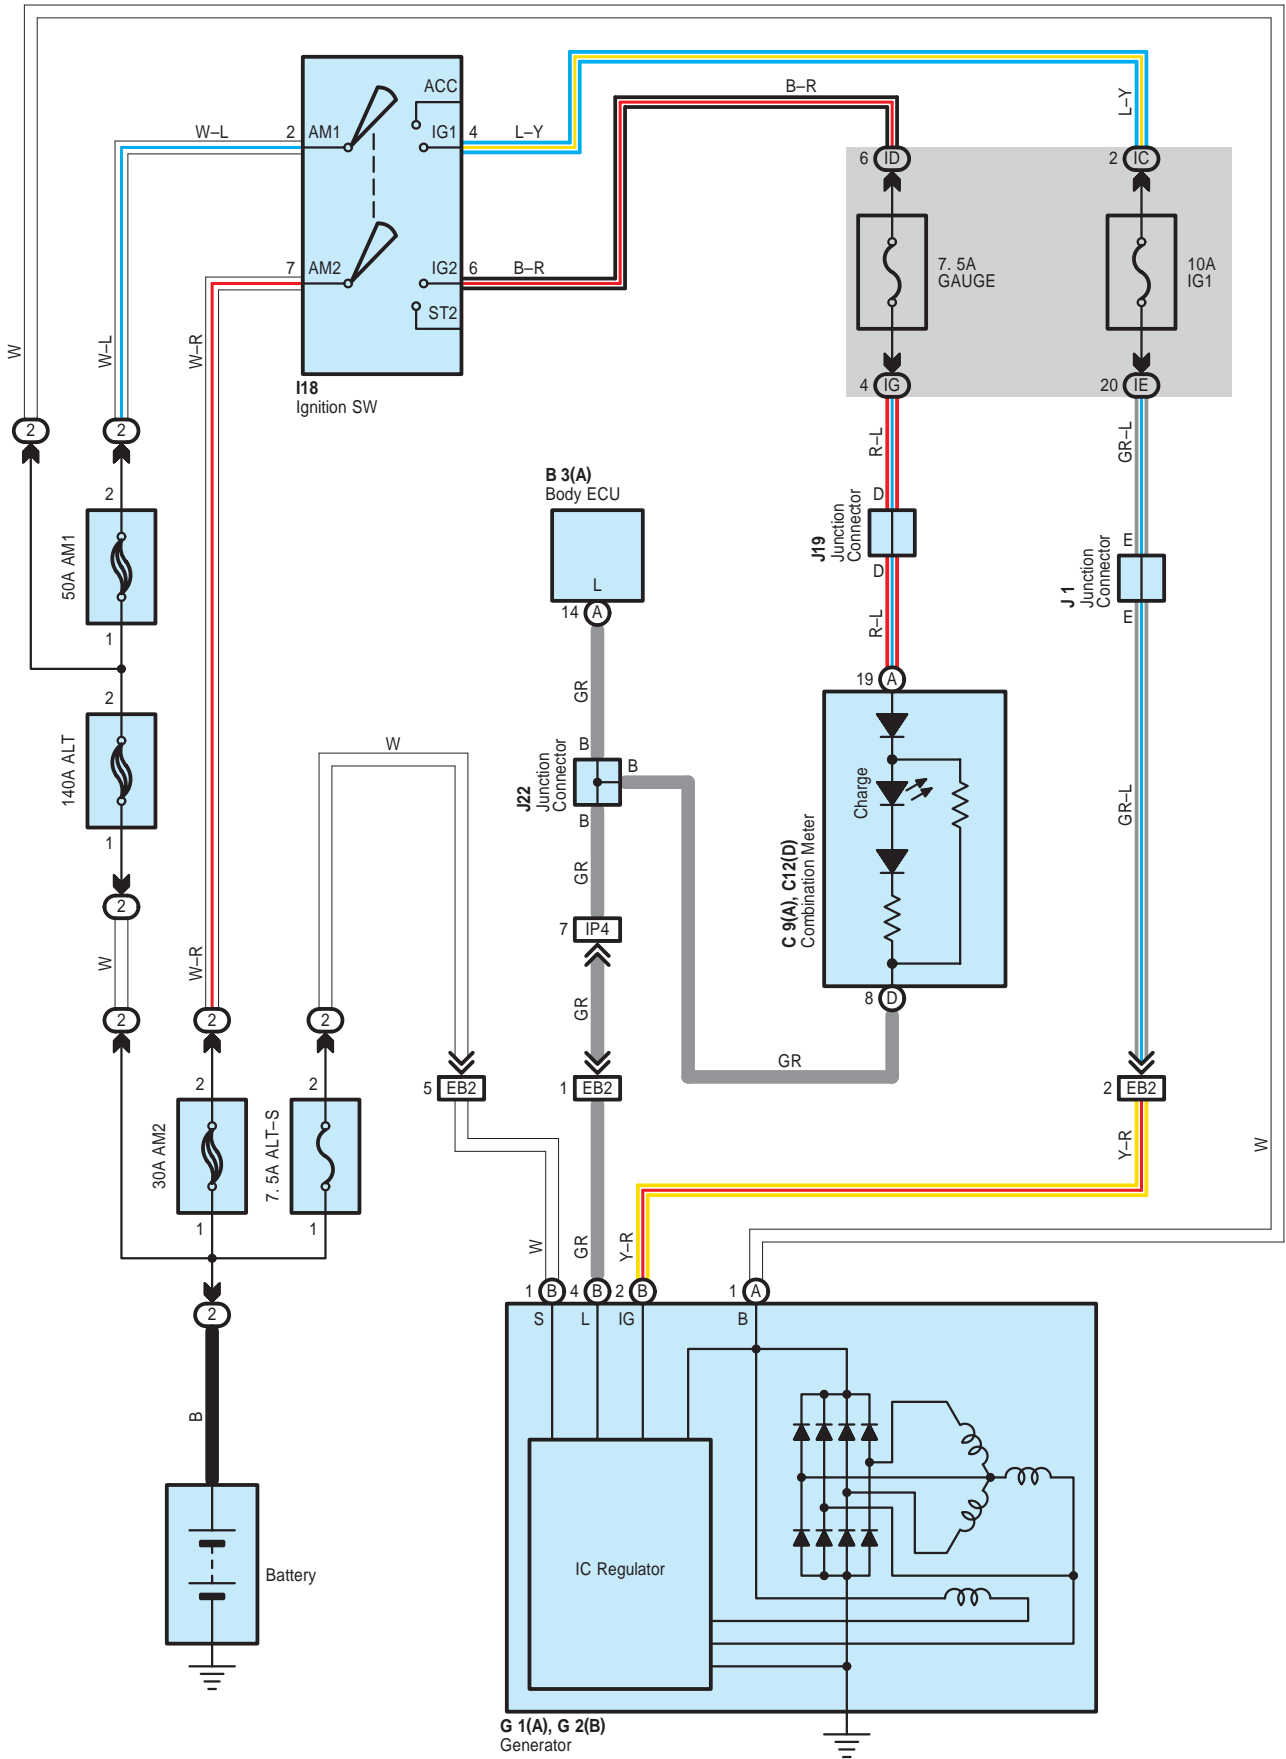 ACC
B–R
L–Y
W–L
2
AM1
IG1
4
L–Y
6
ID
2
IC
7
AM2
IG2
6
B–R
7. 5A
GAUGE
10A
IG1
ST2
W
W–L
W–R
I18
Ignition SW
4
IG
20
IE
2
2
R–L
GR–L
B 3(A)
Body ECU
2
D
J19
Junction
Connector
E
50A AM1
L
D
J 1
Junction
Connector
14
A
E
1
R–L
2
GR
19
A
W
B
B
140A ALT
J22
Junction
Connector
Charge
GR–L
B
1
C 9(A), C12(D)
Combination Meter
GR
2
7
IP4
W
W–R
GR
8
D
2
2
2
GR
2
2
5
EB2
1
EB2
2
EB2
30A AM2
7. 5A ALT–S
Y–R
W
1
1
W
GR
Y–R
1
B
4
B
2
B
1
A
2
S
L
IG
B
B
IC Regulator
Battery
G 1(A), G 2(B)
Generator